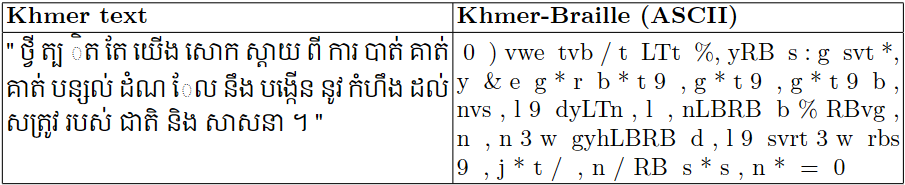 Khmer text
Khmer-Braille (ASCII)
" ថ្វី ត្ប ិត តែ យើង សោក ស្តាយ ពី ការ បាត់ គាត់
គាត់ បន្សល់ ដំណ ែល នឹង បង្កើន នូវ កំហឹង ដល់
សត្រូវ របស់ ជាតិ និង សាសនា ។ "
0 ) vwe tvb / t LTt %, yRB s : g svt *,
y & e g * r b * t 9 , g * t 9 , g * t 9 b ,
nvs , l 9 dyLTn , l , nLBRB b % RBvg ,
n , n 3 w gyhLBRB d , l 9 svrt 3 w rbs
9 , j * t / , n / RB s * s , n * = 0